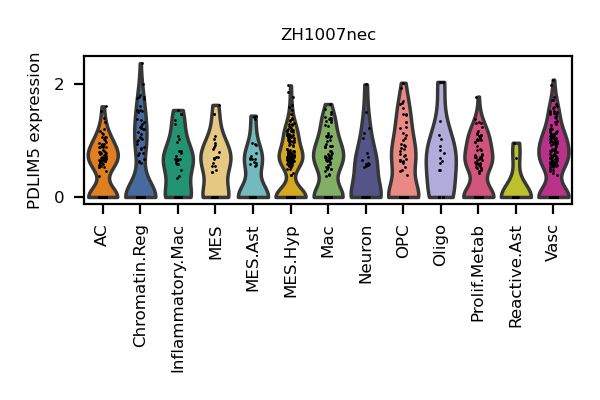 ZH1007nec
PDLIM5 expression
2
0
AC
Chromatin.Reg
Inflammatory.Mac
MES
MES.Ast
MES.Hyp
Mac
Neuron
OPC
Oligo
Prolif.Metab
Reactive.Ast
Vasc